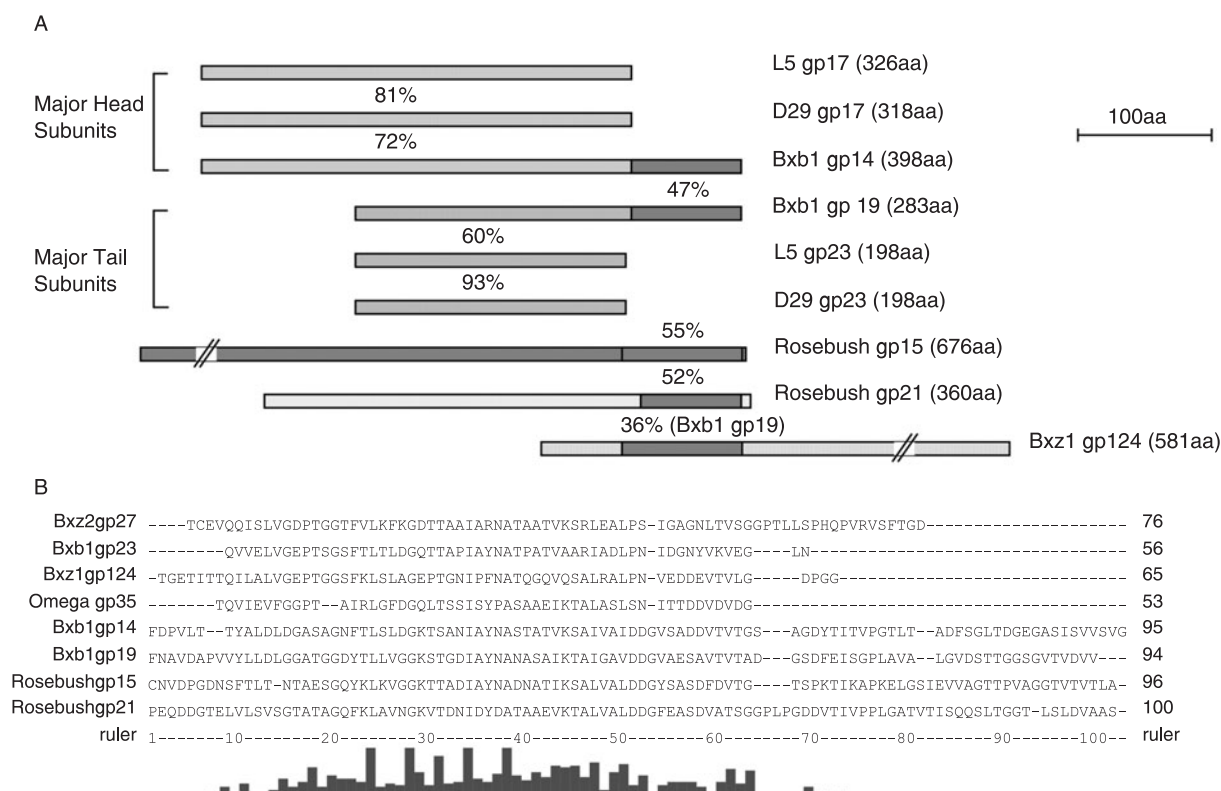 A
L5 gp17 (326aa)
81%
Major Head
Subunits
D29 gp17 (318aa)
100aa
72%
Bxb1 gp14 (398aa)
47%
Bxb1 gp 19 (283aa)
60%
Major Tail
Subunits
L5 gp23 (198aa)
93%
D29 gp23 (198aa)
55%
Rosebush gp15 (676aa)
52%
Rosebush gp21 (360aa)
36% (Bxb1 gp19)
Bxz1 gp124 (581aa)
B
Bxz2gp27 ----TCEVQQISLVGDPTGGTFVLKFKGDTTAAIARNATAATVKSRLEALPS-IGAGNLTVSGGPTLLSPHQPVRVSFTGD--------------------- 76
Bxb1gp23 --------QVVELVGEPTSGSFTLTLDGQTTAPIAYNATPATVAARIADLPN-IDGNYVKVEG----LN--------------------------------- 56
Bxz1gp124 -TGETITTQILALVGEPTGGSFKLSLAGEPTGNIPFNATQGQVQSALRALPN-VEDDEVTVLG-----DPGG------------------------------ 65
Omega gp35 -------TQVIEVFGGPT--AIRLGFDGQLTSSISYPASAAEIKTALASLSN-ITTDDVDVDG--------------------------------------- 53
Bxb1gp14 FDPVLT--TYALDLDGASAGNFTLSLDGKTSANIAYNASTATVKSAIVAIDDGVSADDVTVTGS---AGDYTITVPGTLT--ADFSGLTDGEGASISVVSVG 95
Bxb1gp19 FNAVDAPVVYLLDLGGATGGDYTLLVGGKSTGDIAYNANASAIKTAIGAVDDGVAESAVTVTAD---GSDFEISGPLAVA--LGVDSTTGGSGVTVDVV--- 94
Rosebushgp15 CNVDPGDNSFTLT-NTAESGQYKLKVGGKTTADIAYNADNATIKSALVALDDGYSASDFDVTG----TSPKTIKAPKELGSIEVVAGTTPVAGGTVTVTLA- 96
Rosebushgp21 PEQDDGTELVLSVSGTATAGQFKLAVNGKVTDNIDYDATAAEVKTALVALDDGFEASDVATSGGPLPGDDVTIVPPLGATVTISQQSLTGGT-LSLDVAAS- 100
ruler 1-------10--------20--------30--------40--------50--------60--------70--------80--------90-------100-- ruler